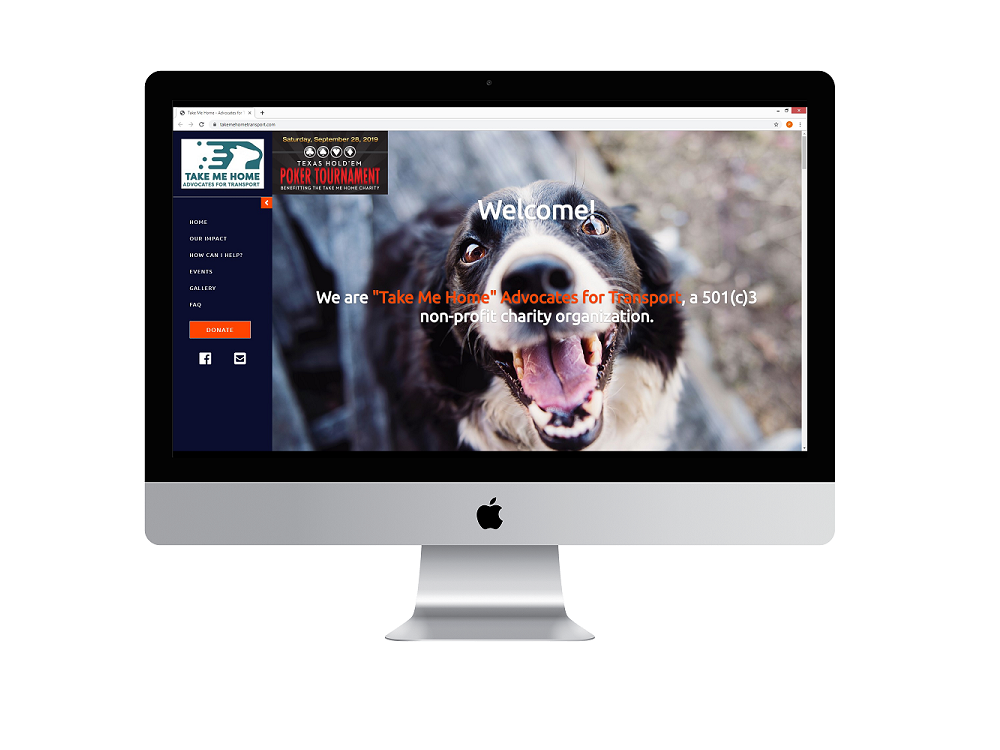 Take Me Home - Advocates for T
takemehometransport.com
TAKE ME HOME
ADVOCATES FOR TRANSPORT
HOME
OUR IMPACT
HOW CAN I HELP?
EVENTS
GALLERY
FAQ
DONATE
Saturday, September 28, 2019
TEXAS HOLD'EM
POKER TOURNAMENT
BENEFITTING THE TAKE ME HOME CHARITY
Welcome!
We are "Take Me Home" Advocates for Transport, a 501(c)3
non-profit charity organization.